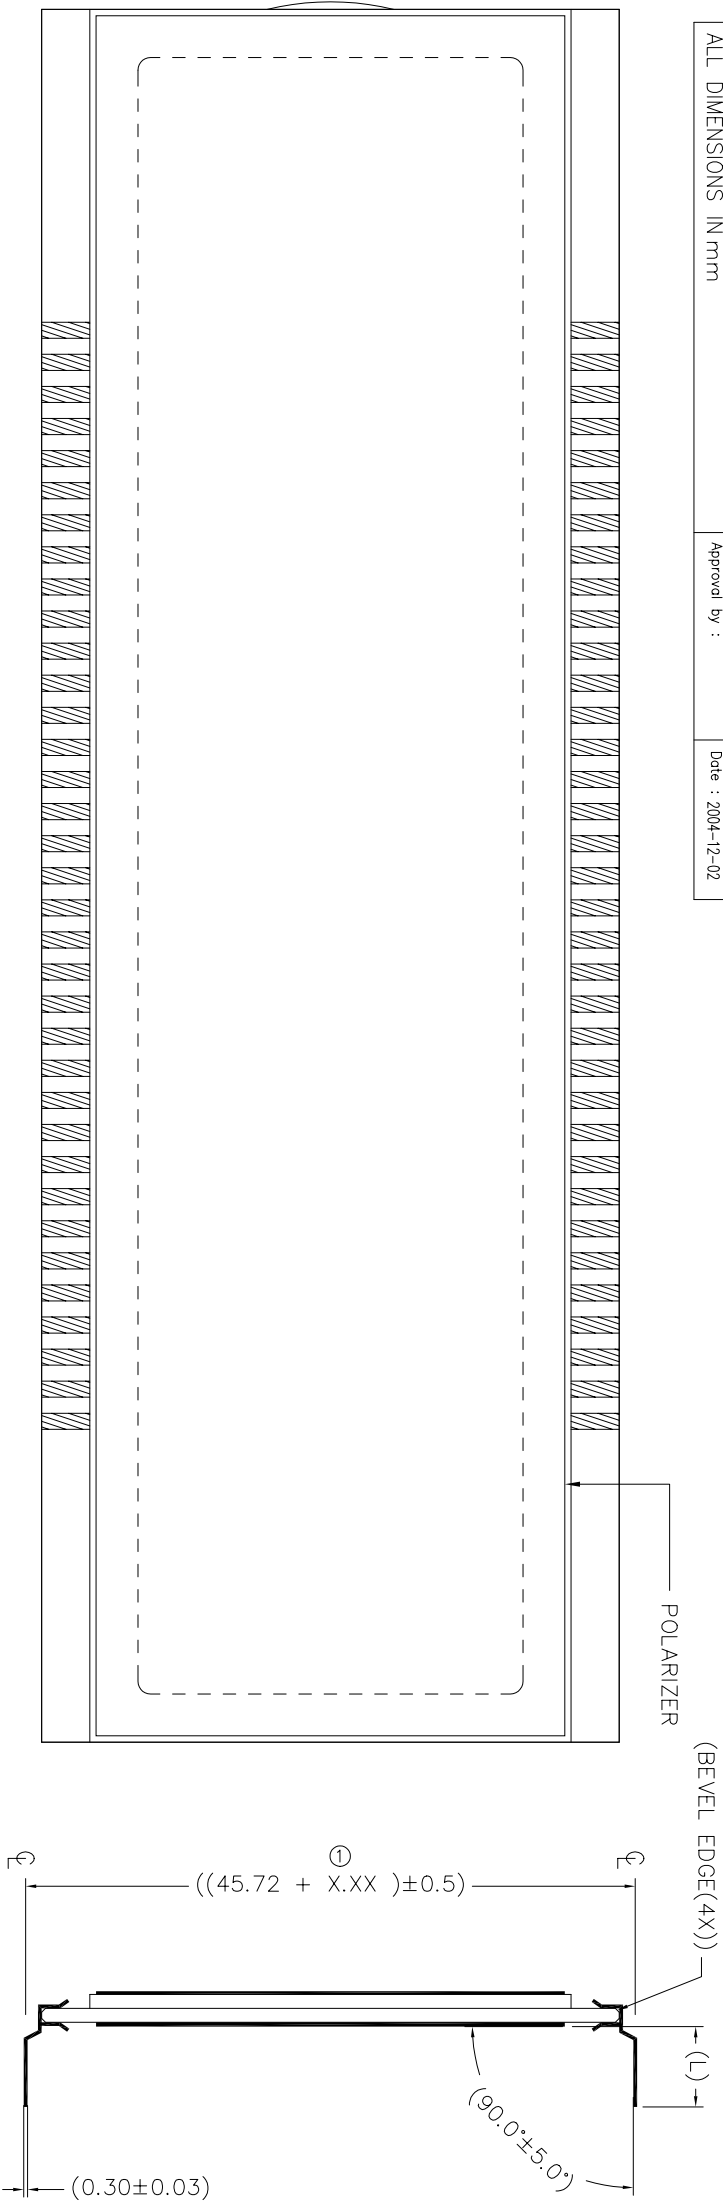 ALL DIMENSIONS IN mm
Approval by :
Date : 2004-12-02
POLARIZER
(BEVEL EDGE(4X))
℄
①
((45.72 + X.XX )±0.5)
℄
(L)
(90.0°±5.0°)
(0.30±0.03)